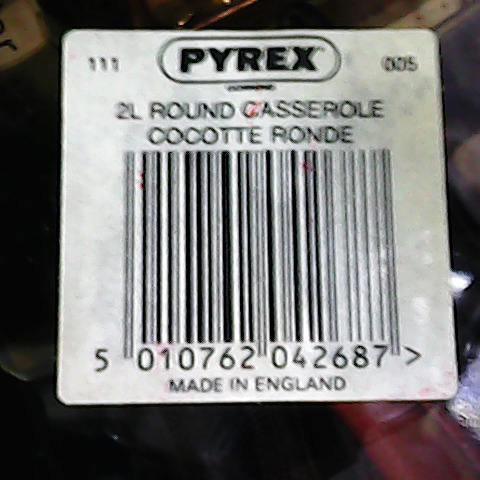 111 PYREX 005
2L ROUND CASSEROLE
COCOTTE RONDE
5 010762 042687 >
MADE IN ENGLAND